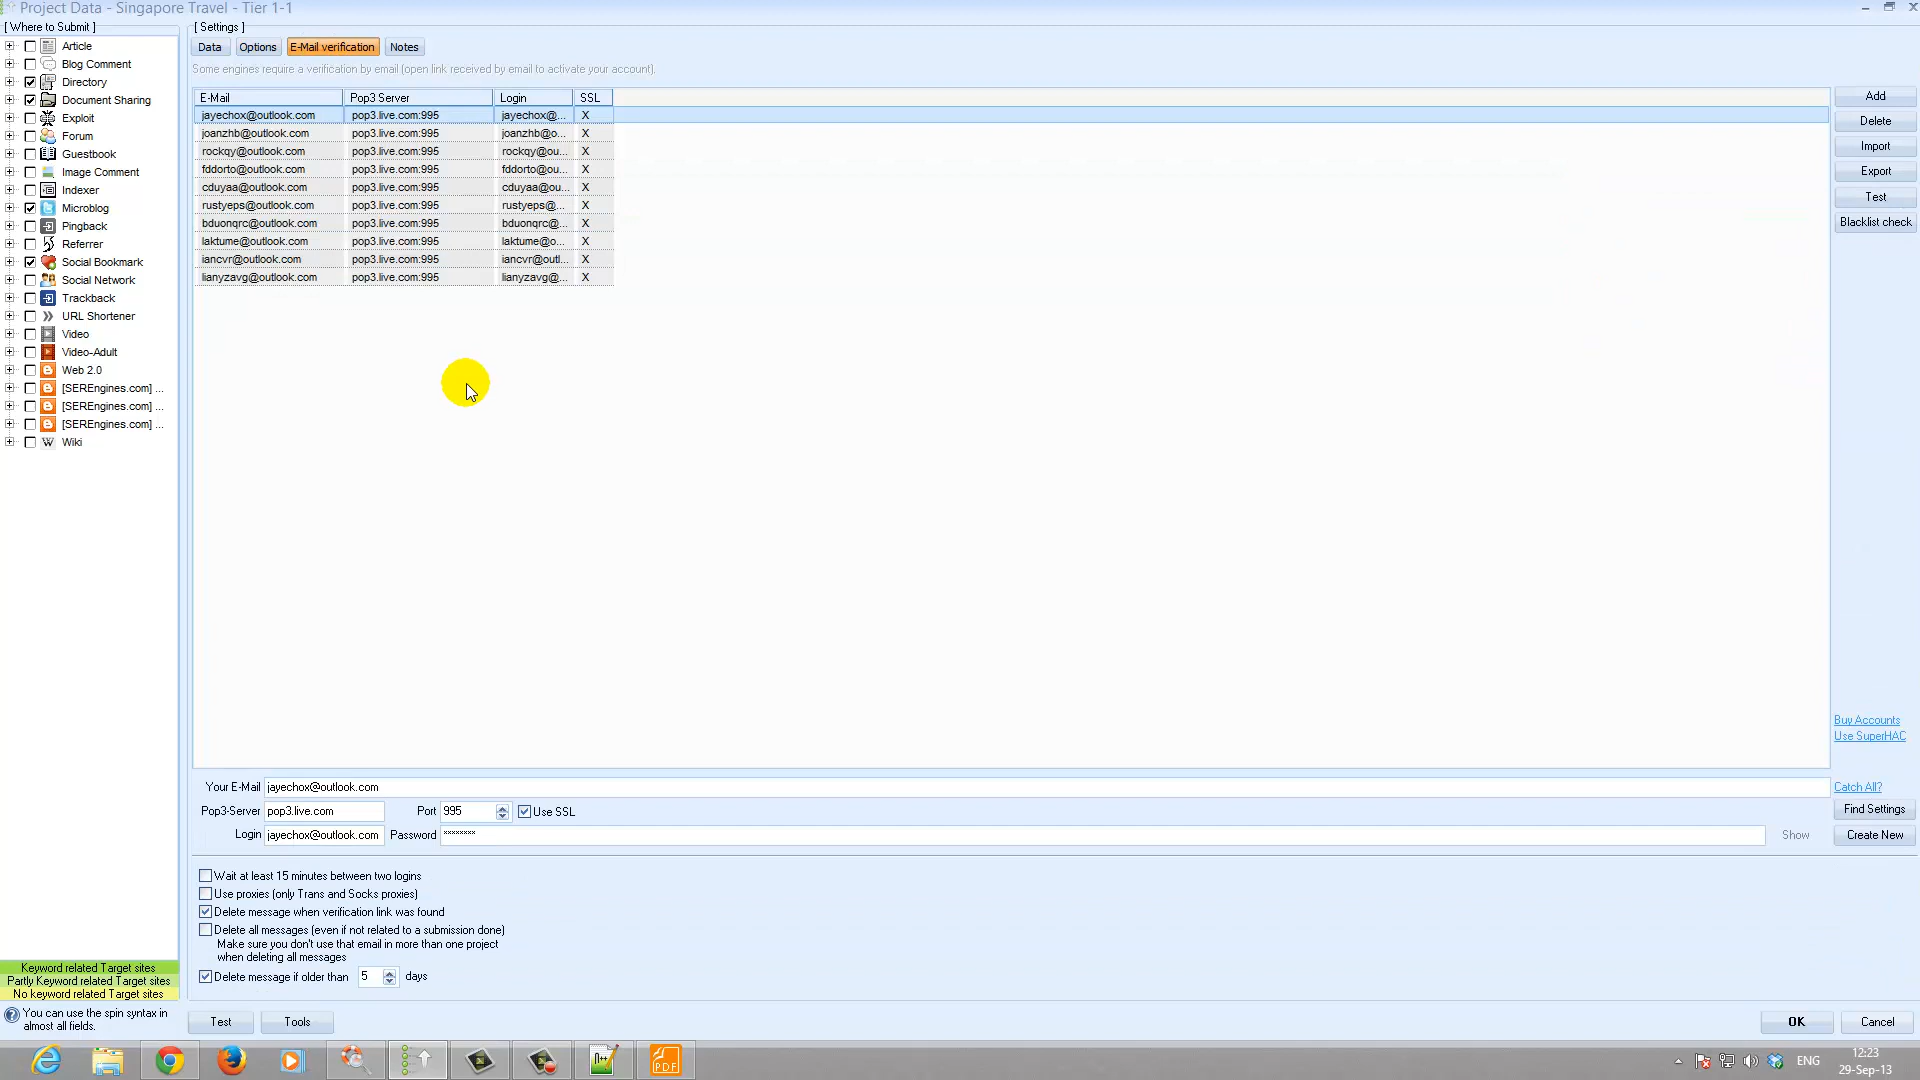 Project Data - Singapore Travel - Tier 1-1
[ Where to Submit ]
Article
Blog Comment
Directory
Document Sharing
Exploit
Forum
Guestbook
Image Comment
Indexer
Microblog
Pingback
Referrer
Social Bookmark
Social Network
Trackback
URL Shortener
Video
Video-Adult
Web 2.0
[SEREngines.com] ...
[SEREngines.com] ...
[SEREngines.com] ...
Wiki
Keyword related Target sites
Partly Keyword related Target sites
No keyword related Target sites
You can use the spin syntax in
almost all fields.
[ Settings ]
Data Options E-Mail verification Notes
Some engines require a verification by email (open link received by email to activate your account).
E-Mail Pop3 Server Login SSL
jayechox@outlook.com pop3.live.com:995 jayechox@... X
joanzhb@outlook.com pop3.live.com:995 joanzhb@o... X
rockqy@outlook.com pop3.live.com:995 rockqy@ou... X
fddorto@outlook.com pop3.live.com:995 fddorto@ou... X
cduyaa@outlook.com pop3.live.com:995 cduyaa@ou... X
rustyeps@outlook.com pop3.live.com:995 rustyeps@... X
bduonqrc@outlook.com pop3.live.com:995 bduonqrc@... X
laktume@outlook.com pop3.live.com:995 laktume@o... X
iancvr@outlook.com pop3.live.com:995 iancvr@outl... X
lianyzavg@outlook.com pop3.live.com:995 lianyzavg@... X
Add
Delete
Import
Export
Test
Blacklist check
Buy Accounts
Use SuperHAC
Your E-Mail jayechox@outlook.com Catch All?
Pop3-Server pop3.live.com Port 995 Use SSL Find Settings
Login jayechox@outlook.com Password ******** Show Create New
Wait at least 15 minutes between two logins
Use proxies (only Trans and Socks proxies)
Delete message when verification link was found
Delete all messages (even if not related to a submission done)
Make sure you don't use that email in more than one project
when deleting all messages
Delete message if older than 5 days
Test Tools OK Cancel
PDF
ENG
12:23
29-Sep-13